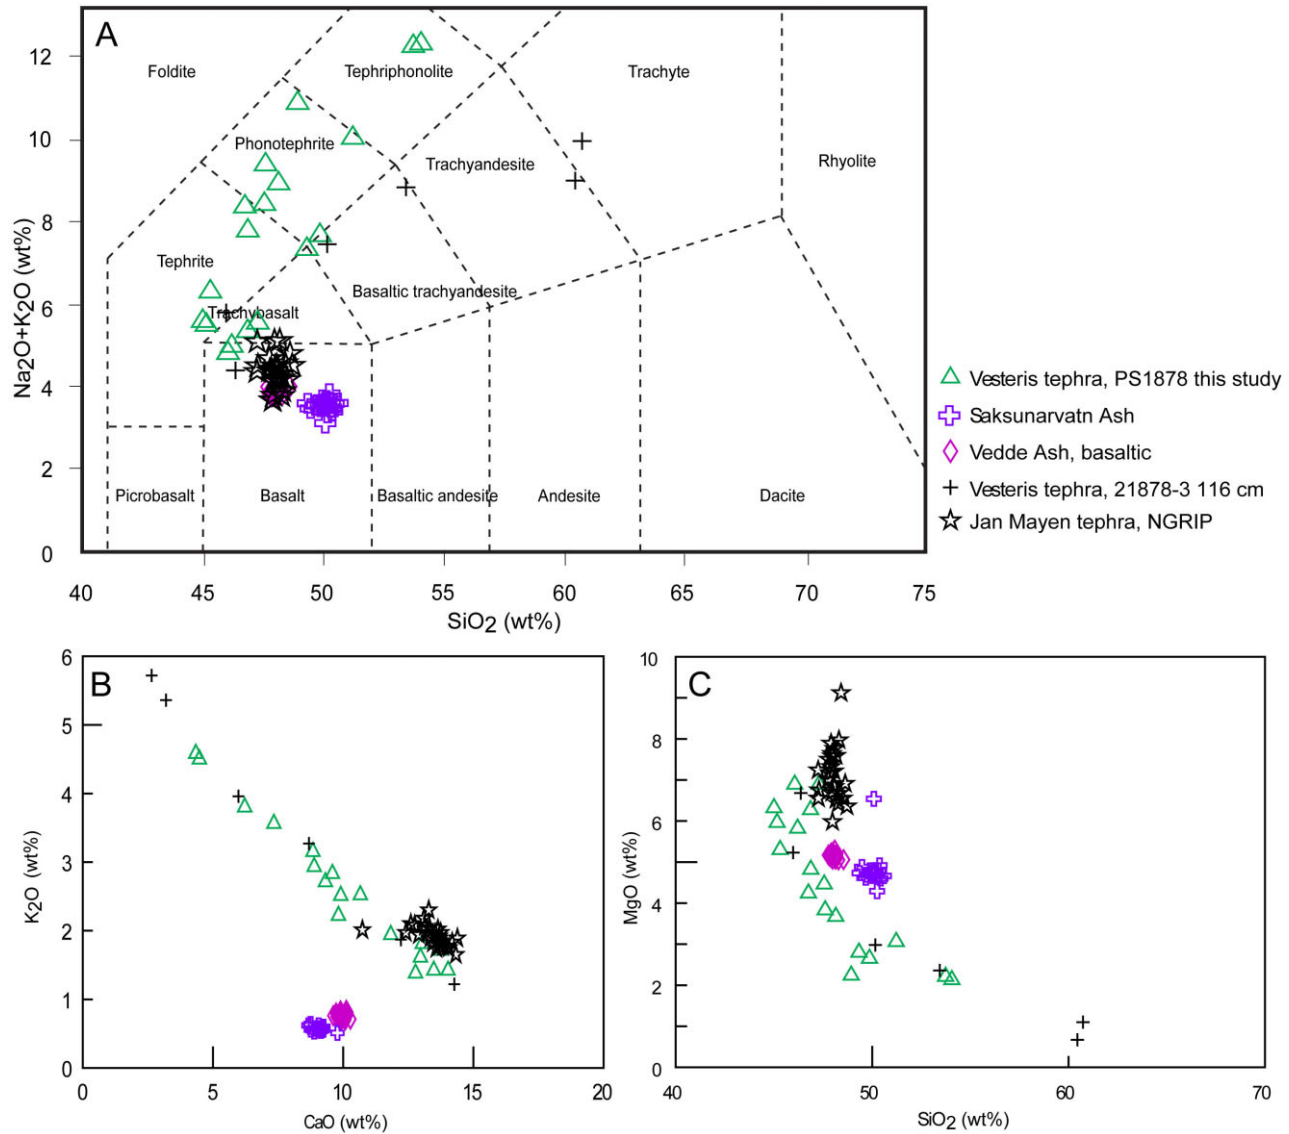 A
Foldite
Tephriphonolite
Trachyte
Phonotephrite
Trachyandesite
Rhyolite
Tephrite
Basaltic trachyandesite
Trachybasalt
Picrobasalt
Basalt
Basaltic andesite
Andesite
Dacite
12
10
8
6
4
2
0
Na2O+K2O (wt%)
40 45 50 55 60 65 70 75
SiO2 (wt%)
Vesteris tephra, PS1878 this study
Saksunarvatn Ash
Vedde Ash, basaltic
Vesteris tephra, 21878-3 116 cm
Jan Mayen tephra, NGRIP
B
6
5
4
3
2
1
0
K2O (wt%)
0 5 10 15 20
CaO (wt%)
C
10
8
6
4
2
0
MgO (wt%)
40 50 60 70
SiO2 (wt%)